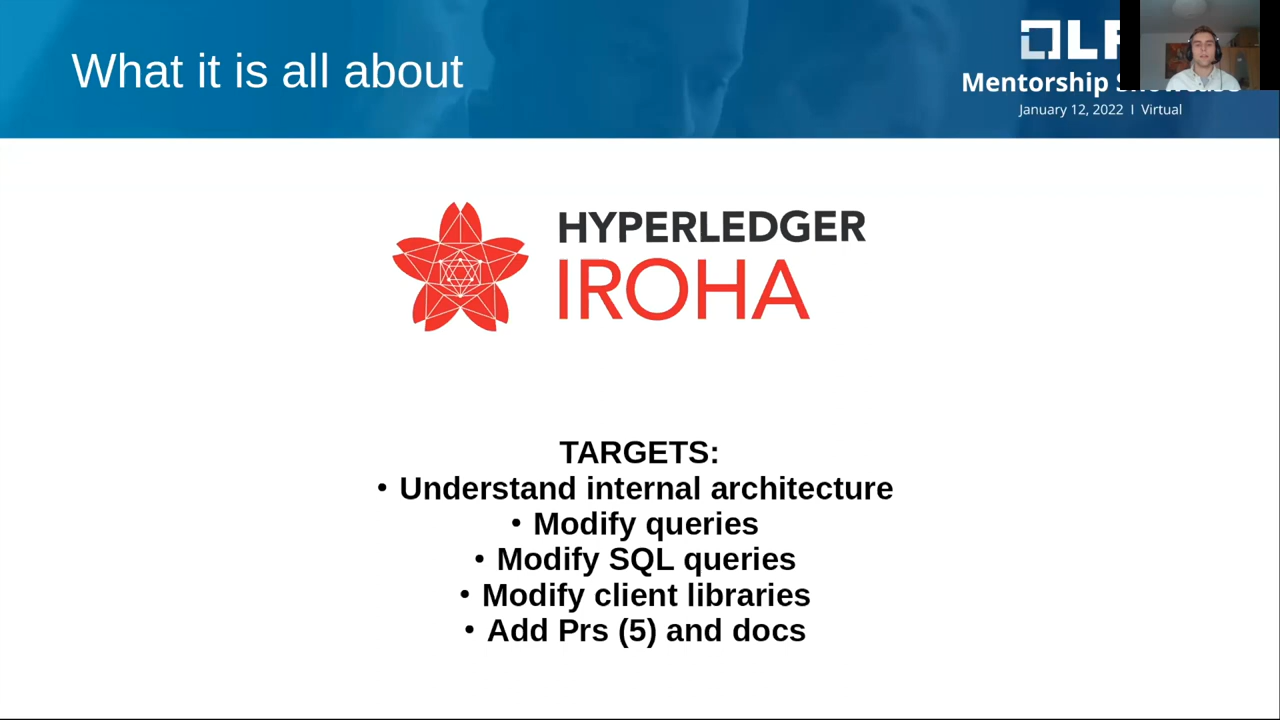 What it is all about
LF
Mentorship
January 12, 2022 | Virtual
HYPERLEDGER
IROHA
TARGETS:
• Understand internal architecture
• Modify queries
• Modify SQL queries
• Modify client libraries
• Add Prs (5) and docs